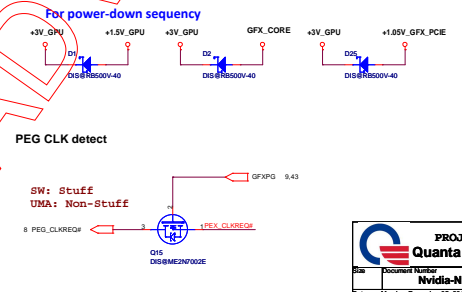 For power-down sequency
+3V_GPU +1.5V_GPU +3V_GPU GFX_CORE +3V_GPU +1.05V_GFX_PCIE
D1 D2 D25
DIS@RB500V-40 DIS@RB500V-40 DIS@RB500V-40
PEG CLK detect
GFXPG 9,43
SW: Stuff
UMA: Non-Stuff
2
8 PEG_CLKREQ# 3 1 PEX_CLKREQ#
Q15
DIS@ME2N7002E
PROJ
Quanta
Size Document Number
Nvidia-N